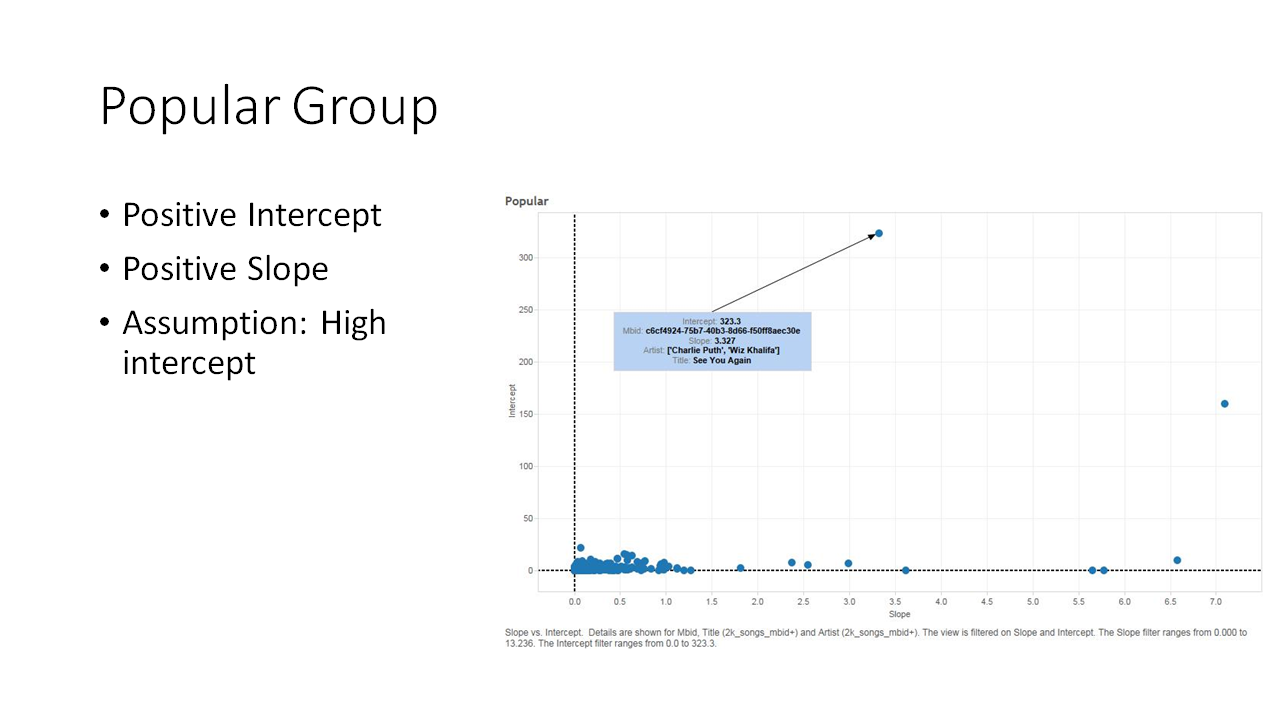 Popular Group
• Positive Intercept
• Positive Slope
• Assumption: High
intercept
Popular
300
250
200
150
100
50
0
Intercept
Intercept: 323.3
Mbid: c6cf4924-75b7-40b3-8d66-f50ff8aec30e
Slope: 3.327
Artist: ['Charlie Puth', 'Wiz Khalifa']
Title: See You Again
0.0 0.5 1.0 1.5 2.0 2.5 3.0 3.5 4.0 4.5 5.0 5.5 6.0 6.5 7.0
Slope
Slope vs. Intercept. Details are shown for Mbid, Title (2k_songs_mbid+) and Artist (2k_songs_mbid+). The view is filtered on Slope and Intercept. The Slope filter ranges from 0.000 to
13.236. The Intercept filter ranges from 0.0 to 323.3.